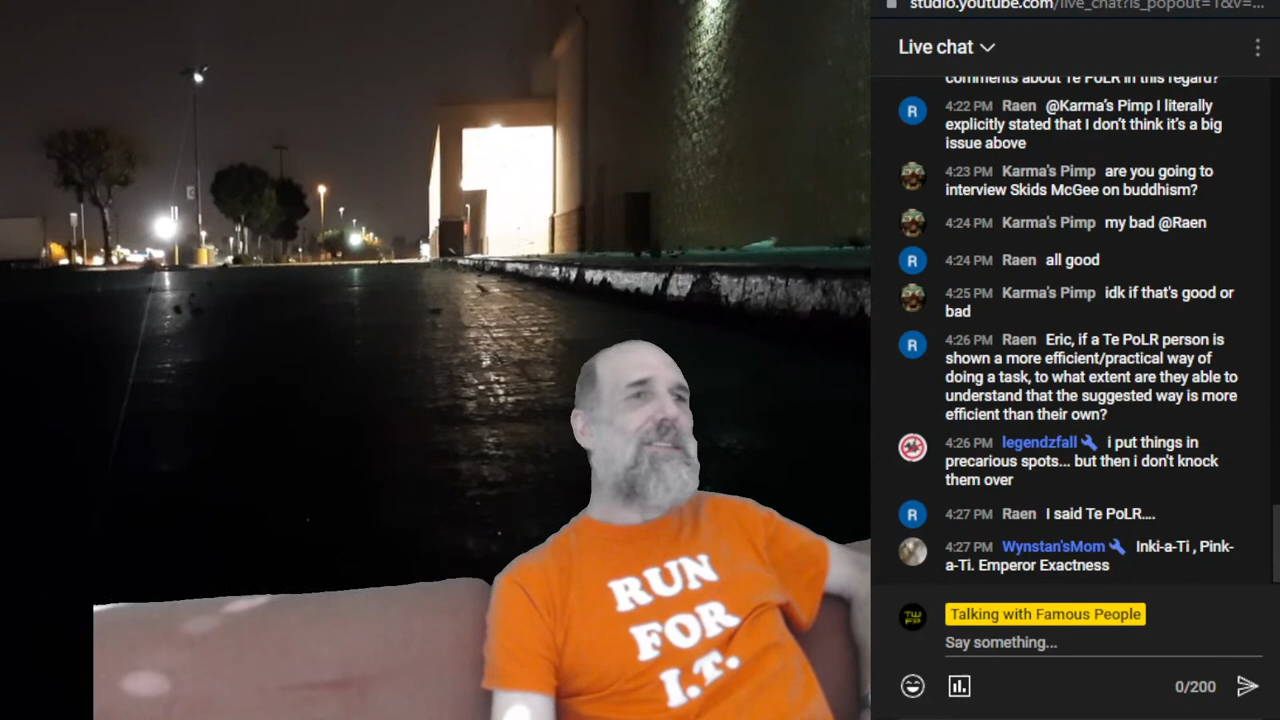 studio.youtube.com/live_chat?is_popout=1&v=...
Live chat
comments about Te PoLR in this regard?
4:22 PM Raen @Karma's Pimp I literally
explicitly stated that I don't think it's a big
issue above
4:23 PM Karma's Pimp are you going to
interview Skids McGee on buddhism?
4:24 PM Karma's Pimp my bad @Raen
4:24 PM Raen all good
4:25 PM Karma's Pimp idk if that's good or
bad
4:26 PM Raen Eric, if a Te PoLR person is
shown a more efficient/practical way of
doing a task, to what extent are they able to
understand that the suggested way is more
efficient than their own?
4:26 PM legendzfall i put things in
precarious spots... but then i don't knock
them over
4:27 PM Raen I said Te PoLR....
4:27 PM Wynstan'sMom Inki-a-Ti , Pink-
a-Ti. Emperor Exactness
Talking with Famous People
Say something...
0/200
R
R
R
R
TW
FP
RUN
FOR
I.T.